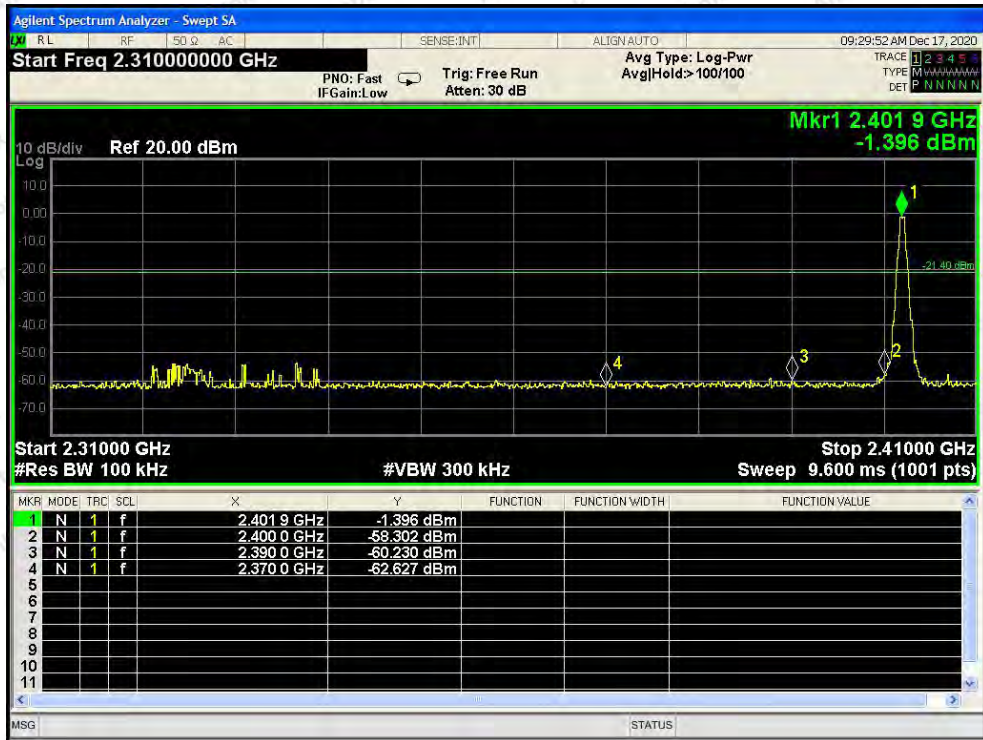 Agilent Spectrum Analyzer - Swept SA
LXI RL RF 50 Ω AC SENSE:INT ALIGN AUTO 09:29:52 AM Dec 17, 2020
Start Freq 2.310000000 GHz
PNO: Fast
IFGain:Low
Trig: Free Run
Atten: 30 dB
Avg Type: Log-Pwr
Avg|Hold:>100/100
TRACE 1 2 3 4 5 6
TYPE M
DET P N N N N N
Mkr1 2.401 9 GHz
-1.396 dBm
10 dB/div Ref 20.00 dBm
Log
10.0
0.00
-10.0
-20.0
-30.0
-40.0
-50.0
-60.0
-70.0
1
-21.40 dBm
2
3
4
Start 2.31000 GHz Stop 2.41000 GHz
#Res BW 100 kHz #VBW 300 kHz Sweep 9.600 ms (1001 pts)
MKR MODE TRC SCL X Y FUNCTION FUNCTION WIDTH FUNCTION VALUE
1 N 1 f 2.401 9 GHz -1.396 dBm
2 N 1 f 2.400 0 GHz -58.302 dBm
3 N 1 f 2.390 0 GHz -60.230 dBm
4 N 1 f 2.370 0 GHz -62.627 dBm
5
6
7
8
9
10
11
MSG STATUS